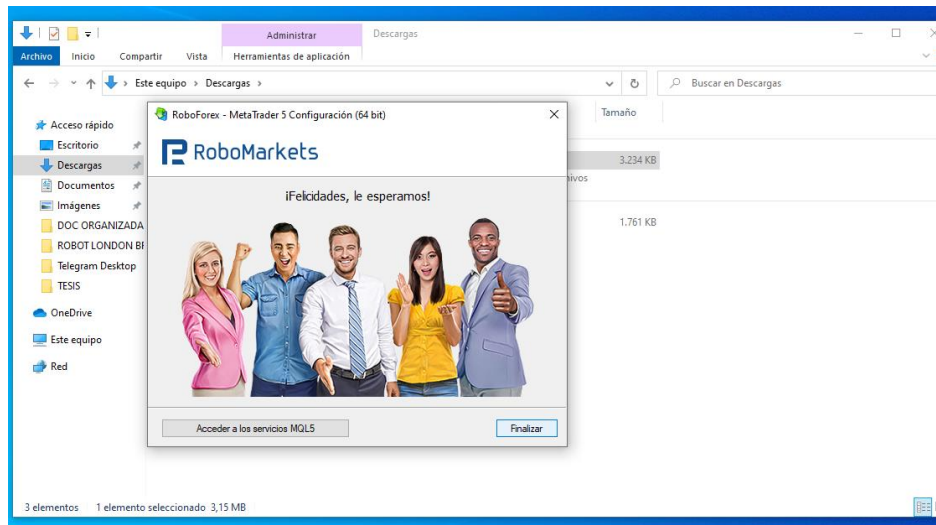 Administrar
Descargas
Archivo
Inicio
Compartir
Vista
Herramientas de aplicación
Este equipo > Descargas >
Buscar en Descargas
Tamaño
Acceso rápido
Escritorio
Descargas
Documentos
Imágenes
DOC ORGANIZADA
ROBOT LONDON
Telegram Desktop
TESIS
OneDrive
Este equipo
Red
RoboForex - MetaTrader 5 Configuración (64 bit)
RoboMarkets
¡Felicidades, le esperamos!
Acceder a los servicios MQL5
Finalizar
3.234 KB
1.761 KB
3 elementos
1 elemento seleccionado 3,15 MB